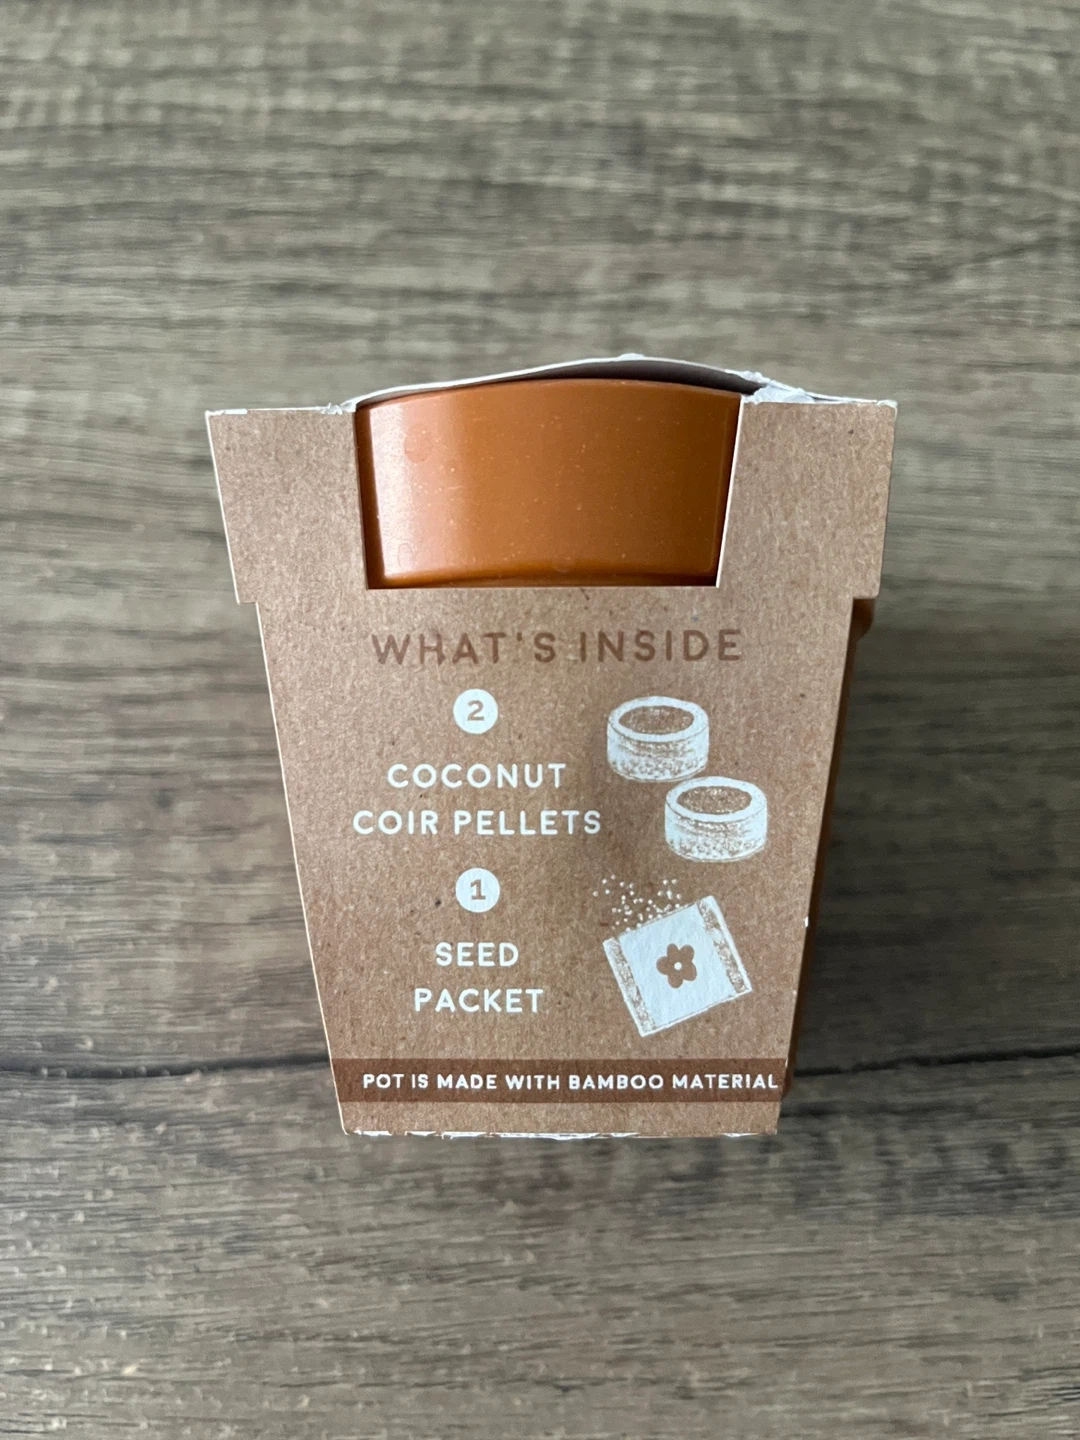 WHAT'S INSIDE
2
COCONUT
COIR PELLETS
1
SEED
PACKET
POT IS MADE WITH BAMBOO MATERIAL